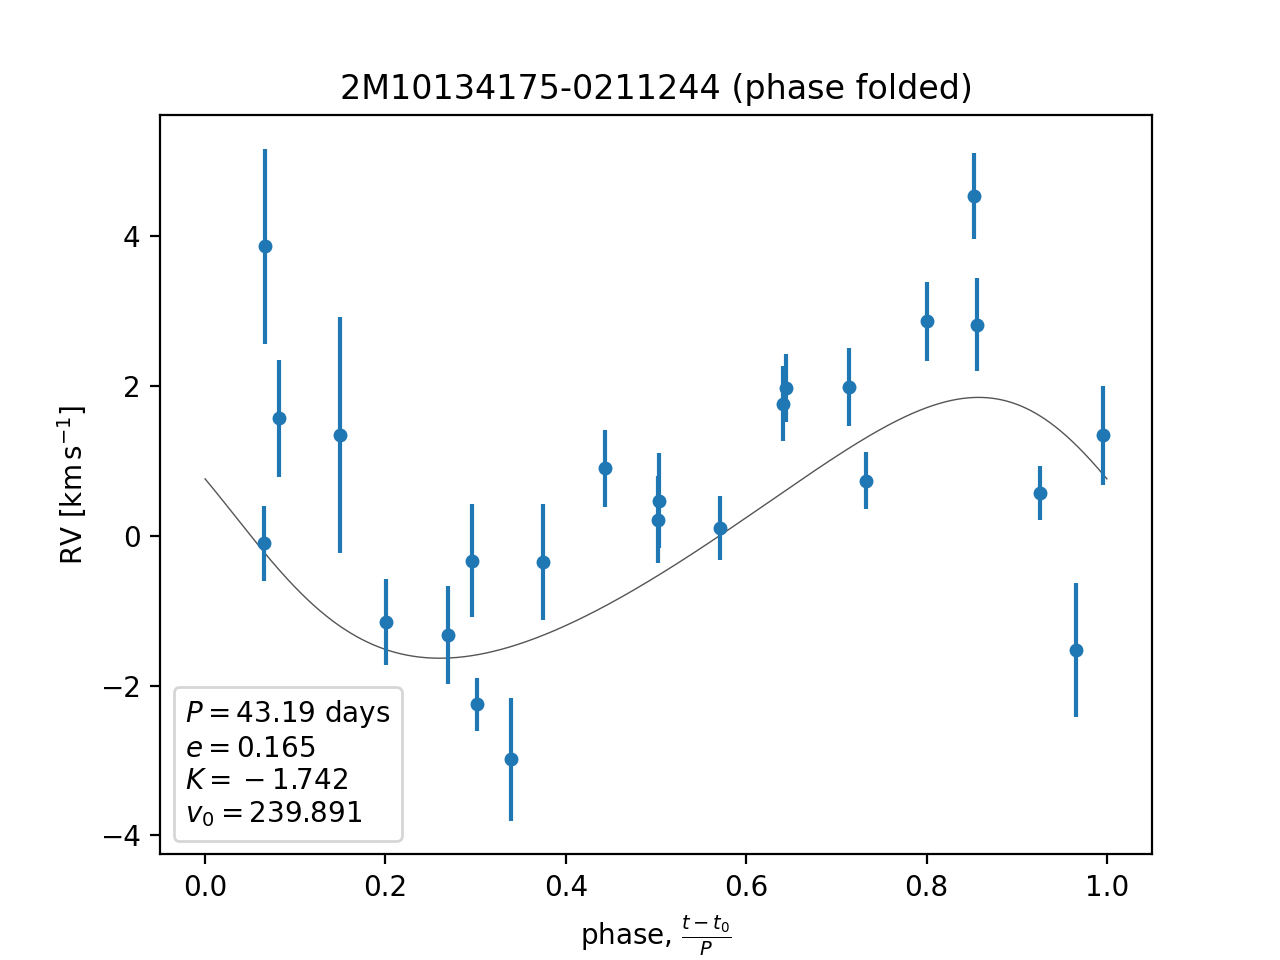 2M10134175-0211244 (phase folded)
RV [km s⁻¹]
4
2
0
−2
−4
P = 43.19 days
e = 0.165
K = −1.742
v₀ = 239.891
0.0 0.2 0.4 0.6 0.8 1.0
phase, (t − t₀)/P